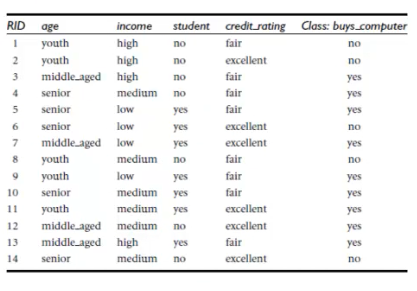 RID age income student credit_rating Class: buys_computer
1 youth high no fair no
2 youth high no excellent no
3 middle_aged high no fair yes
4 senior medium no fair yes
5 senior low yes fair yes
6 senior low yes excellent no
7 middle_aged low yes excellent yes
8 youth medium no fair no
9 youth low yes fair yes
10 senior medium yes fair yes
11 youth medium yes excellent yes
12 middle_aged medium no excellent yes
13 middle_aged high yes fair yes
14 senior medium no excellent no